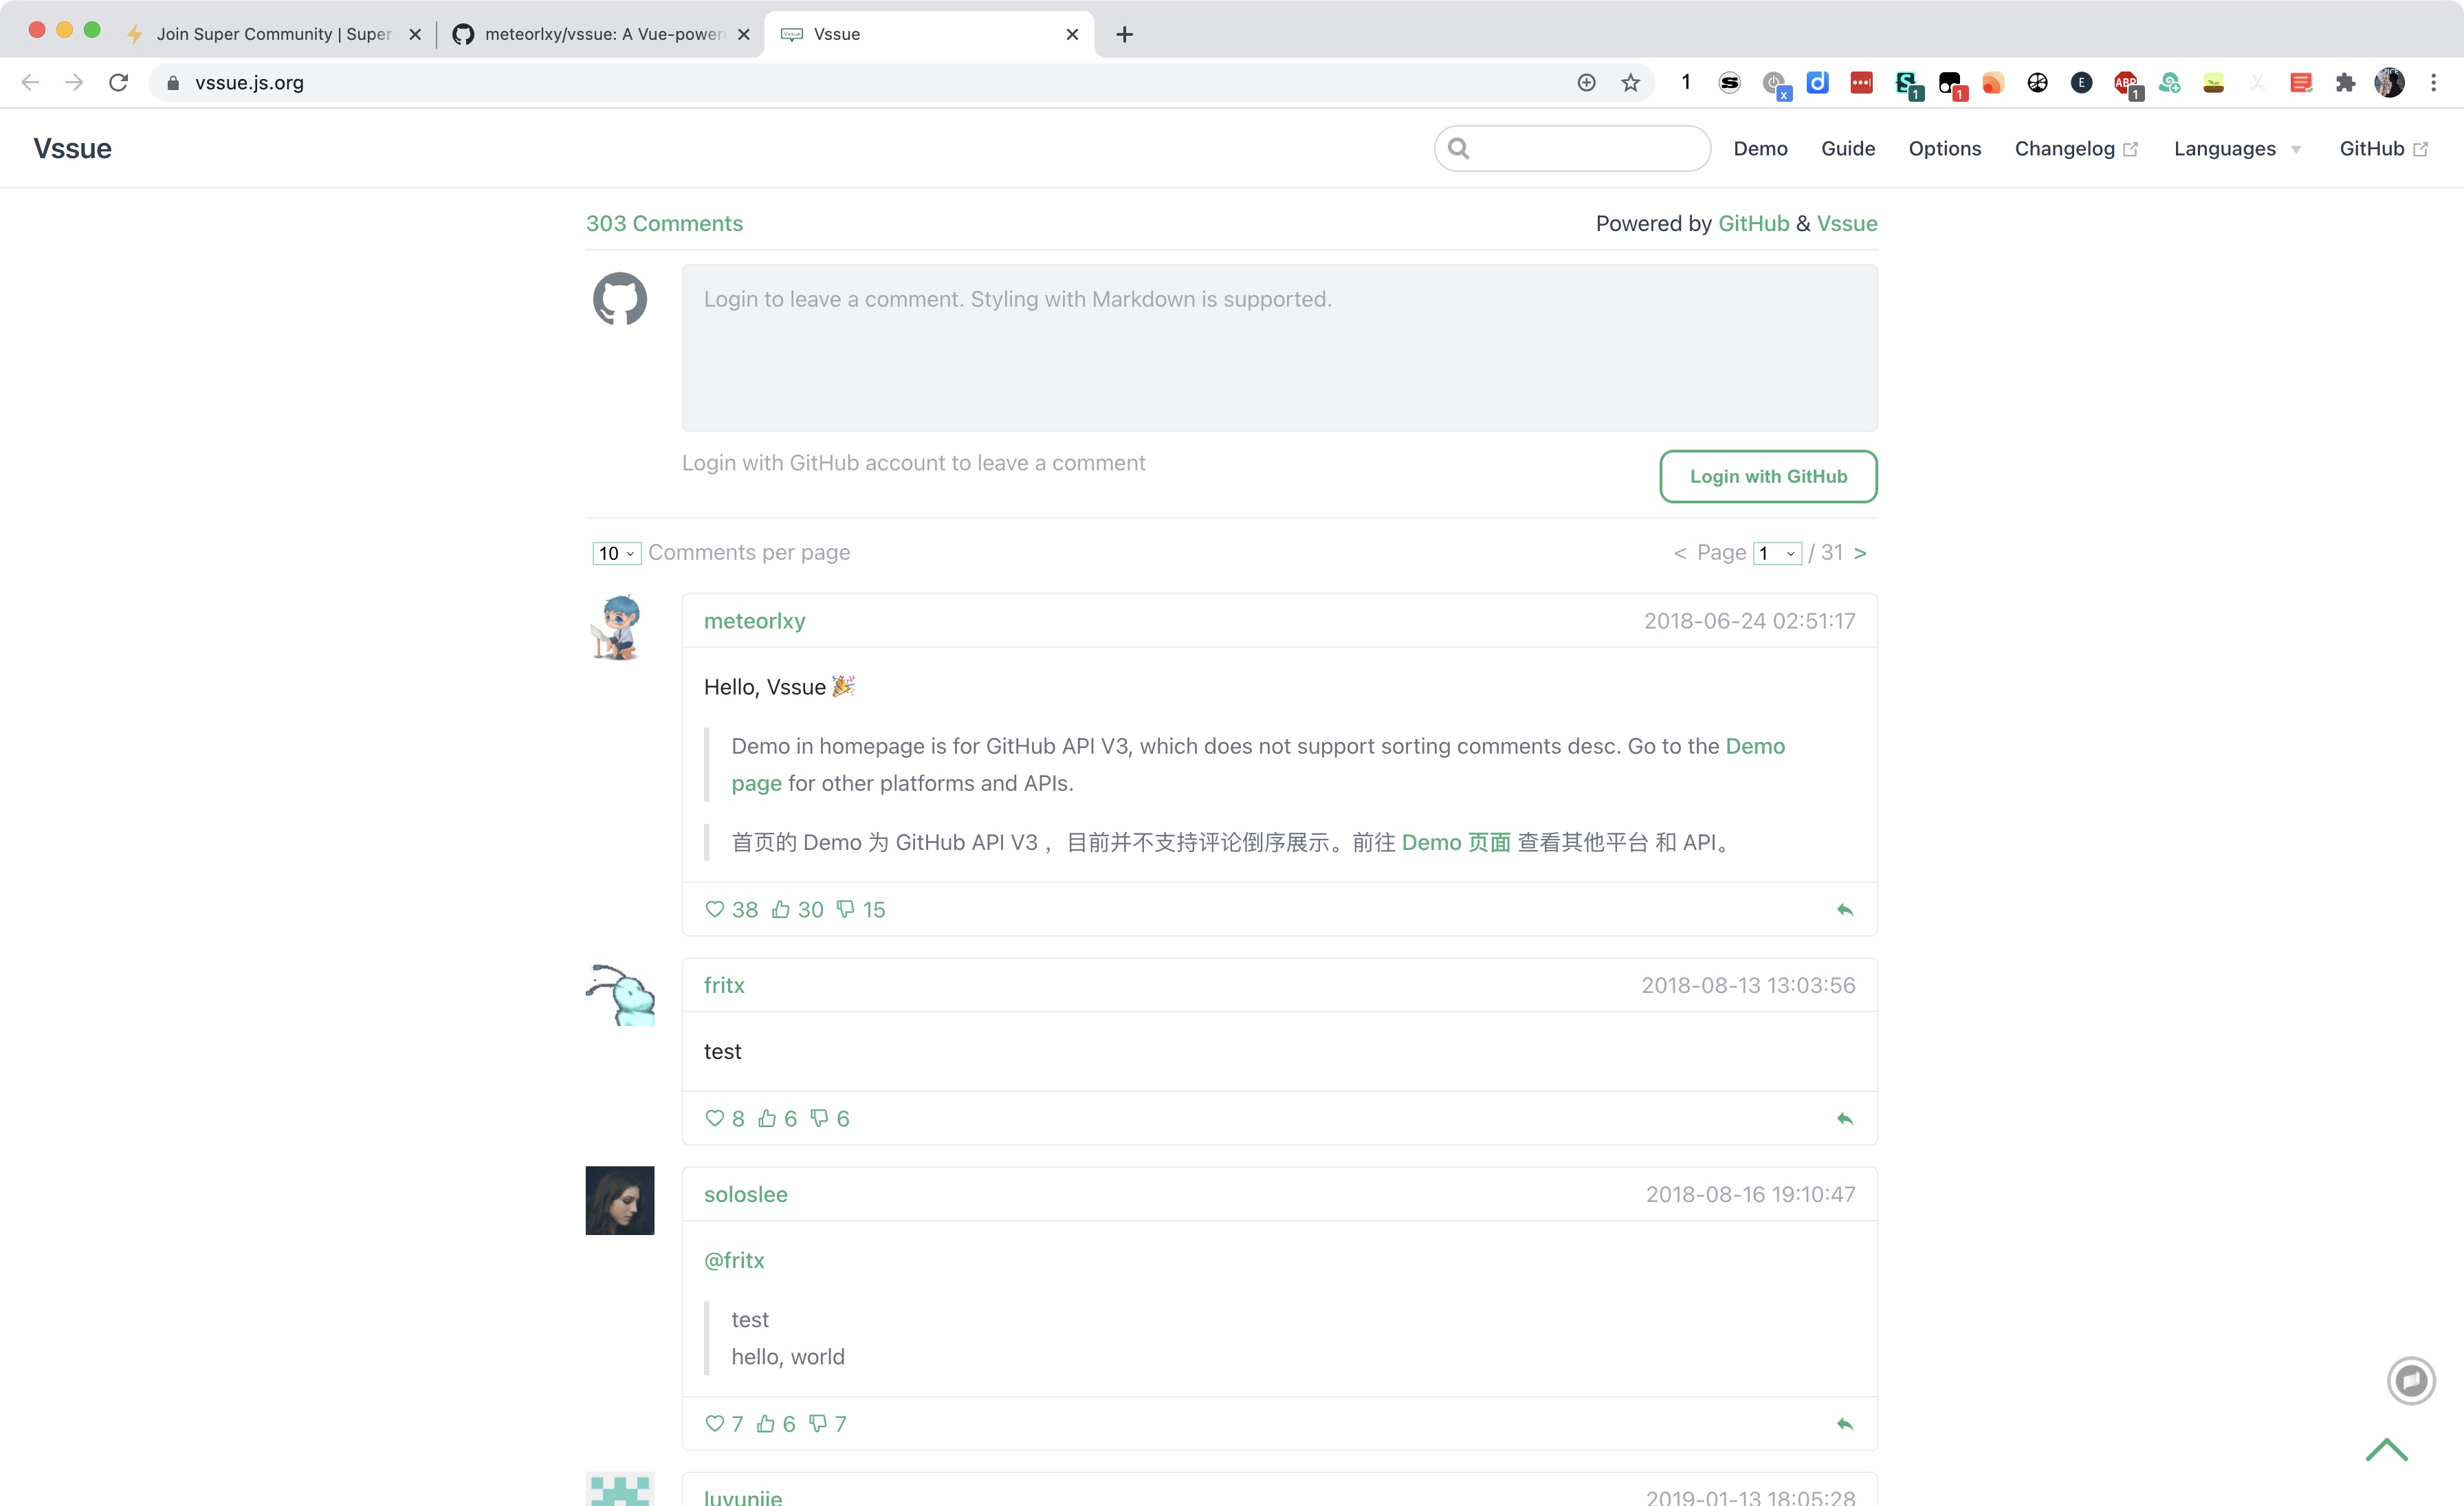 Join Super Community | Super
meteorlxy/vssue: A Vue-power
Vssue
vssue.js.org
1
x
1
1
E
ABP
1
Vssue
Demo
Guide
Options
Changelog
Languages
GitHub
303 Comments
Powered by GitHub & Vssue
Login to leave a comment. Styling with Markdown is supported.
Login with GitHub account to leave a comment
Login with GitHub
10 Comments per page
< Page 1 / 31 >
meteorlxy
2018-06-24 02:51:17
Hello, Vssue 🎉
Demo in homepage is for GitHub API V3, which does not support sorting comments desc. Go to the Demo
page for other platforms and APIs.
首页的 Demo 为 GitHub API V3 ，目前并不支持评论倒序展示。前往 Demo 页面 查看其他平台 和 API。
38 30 15
fritx
2018-08-13 13:03:56
test
8 6 6
soloslee
2018-08-16 19:10:47
@fritx
test
hello, world
7 6 7
2019-01-13 18:05:28